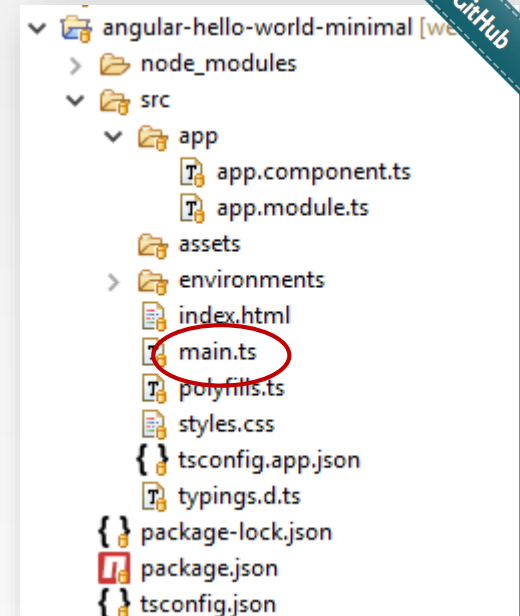 GitHub
angular-hello-world-minimal [we
node_modules
src
app
T app.component.ts
T app.module.ts
assets
environments
index.html
T main.ts
T polyfills.ts
styles.css
{ } tsconfig.app.json
T typings.d.ts
{ } package-lock.json
package.json
{ } tsconfig.json